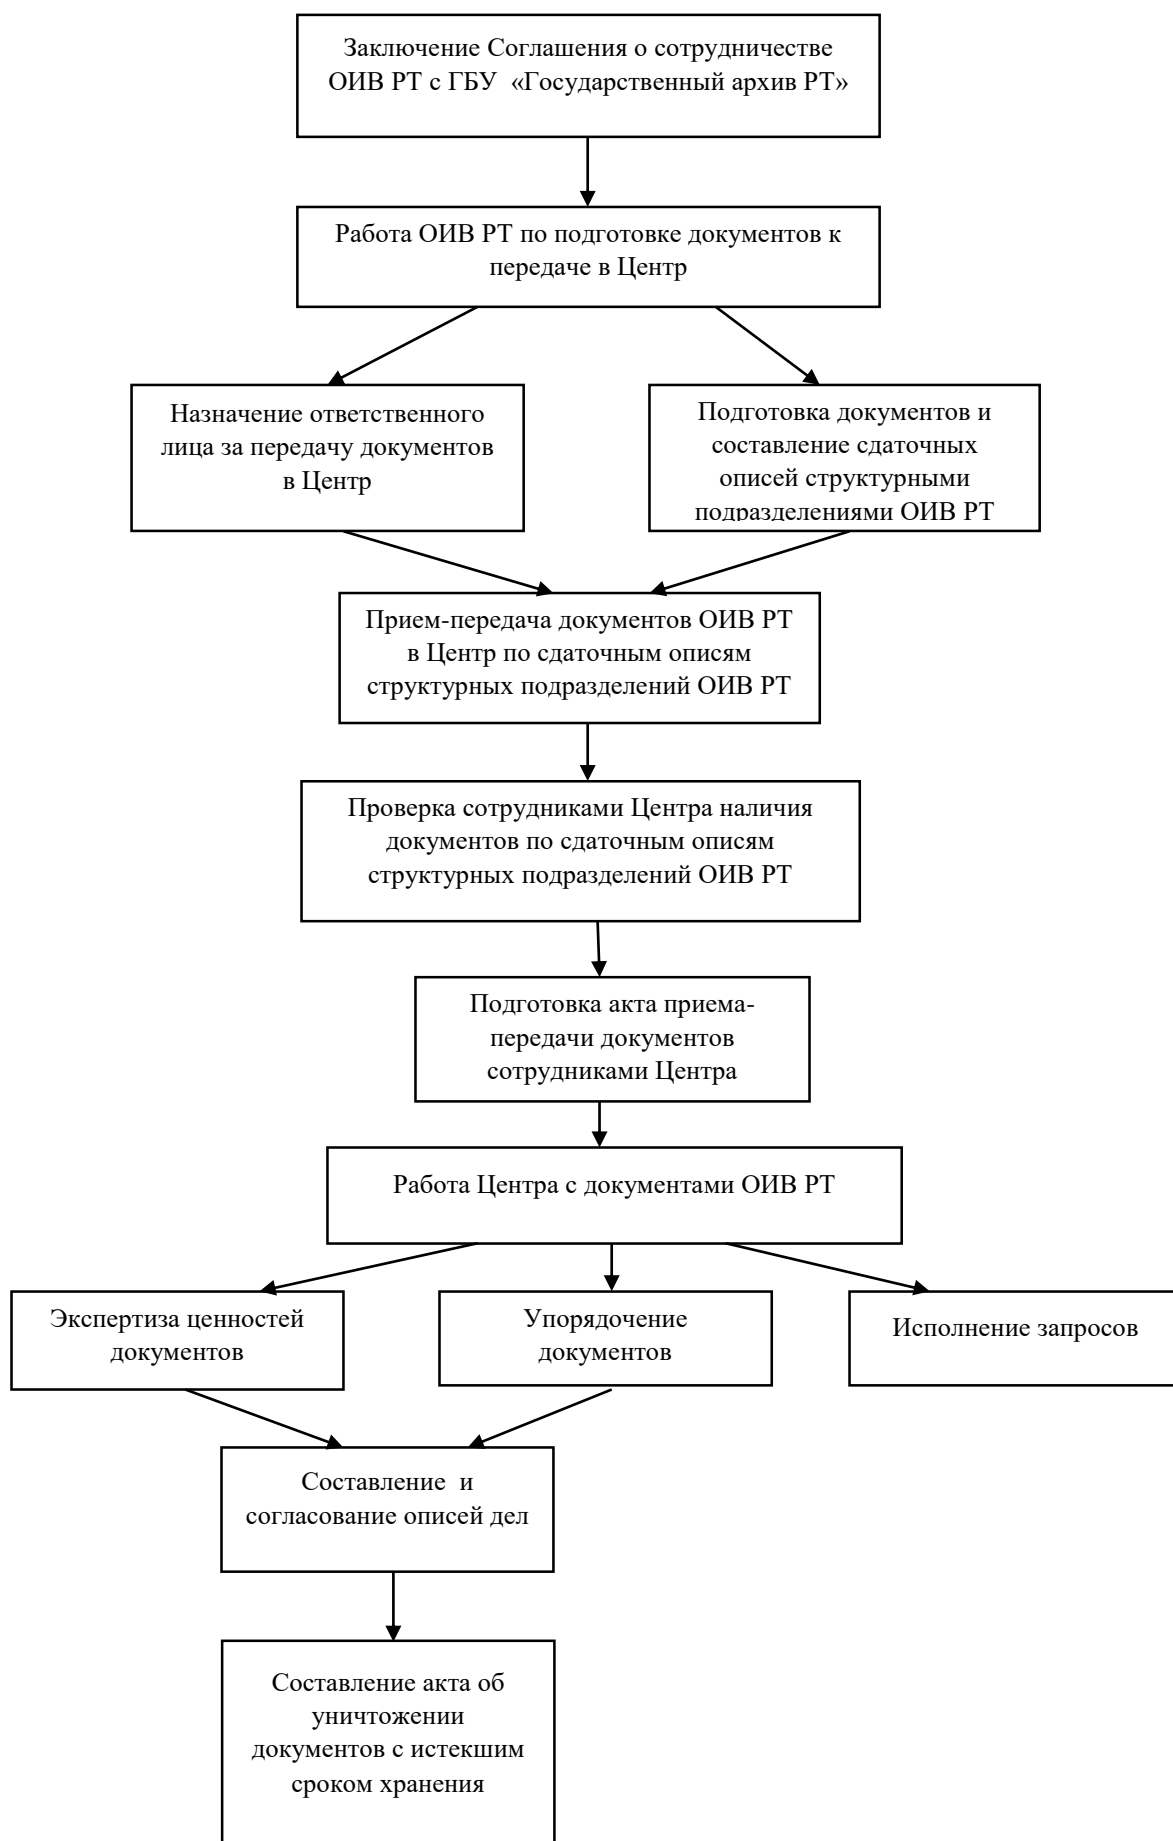 Заключение Соглашения о сотрудничестве
ОИВ РТ с ГБУ «Государственный архив РТ»
Работа ОИВ РТ по подготовке документов к
передаче в Центр
Назначение ответственного
лица за передачу документов
в Центр
Подготовка документов и
составление сдаточных
описей структурными
подразделениями ОИВ РТ
Прием-передача документов ОИВ РТ
в Центр по сдаточным описям
структурных подразделений ОИВ РТ
Проверка сотрудниками Центра наличия
документов по сдаточным описям
структурных подразделений ОИВ РТ
Подготовка акта приема-
передачи документов
сотрудниками Центра
Работа Центра с документами ОИВ РТ
Экспертиза ценностей
документов
Упорядочение
документов
Исполнение запросов
Составление и
согласование описей дел
Составление акта об
уничтожении
документов с истекшим
сроком хранения